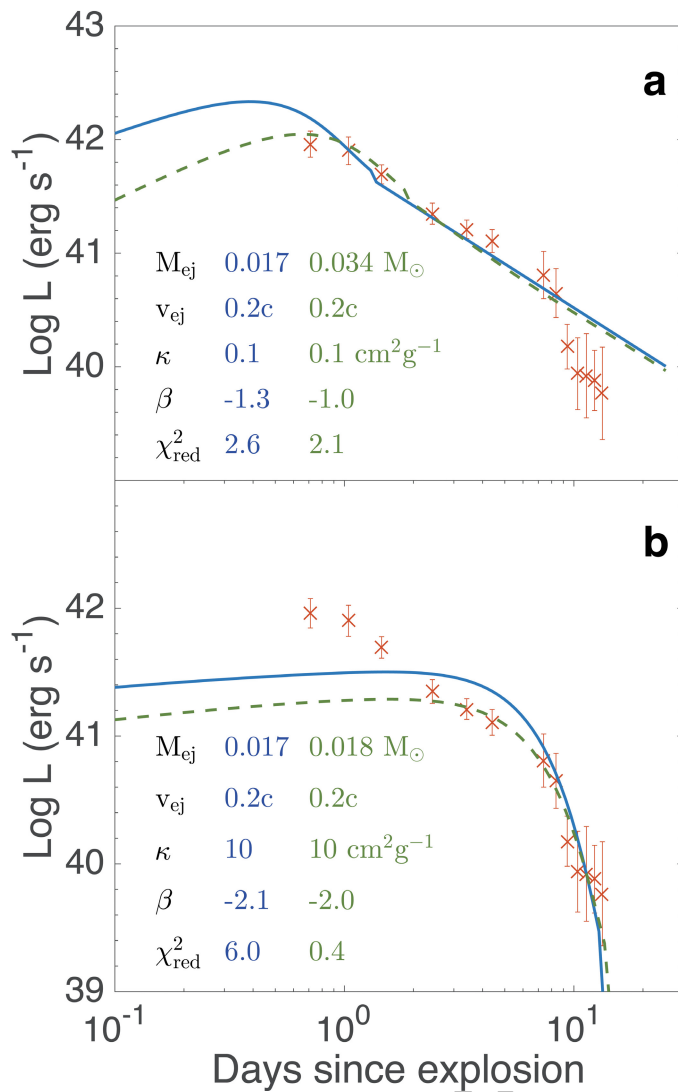 43
a
42
Log L (erg s⁻¹)
41
40
M_ej 0.017 0.034 M_⊙
v_ej 0.2c 0.2c
κ 0.1 0.1 cm²g⁻¹
β -1.3 -1.0
χ²_red 2.6 2.1
b
42
Log L (erg s⁻¹)
41
40
39
M_ej 0.017 0.018 M_⊙
v_ej 0.2c 0.2c
κ 10 10 cm²g⁻¹
β -2.1 -2.0
χ²_red 6.0 0.4
10⁻¹ 10⁰ 10¹
Days since explosion